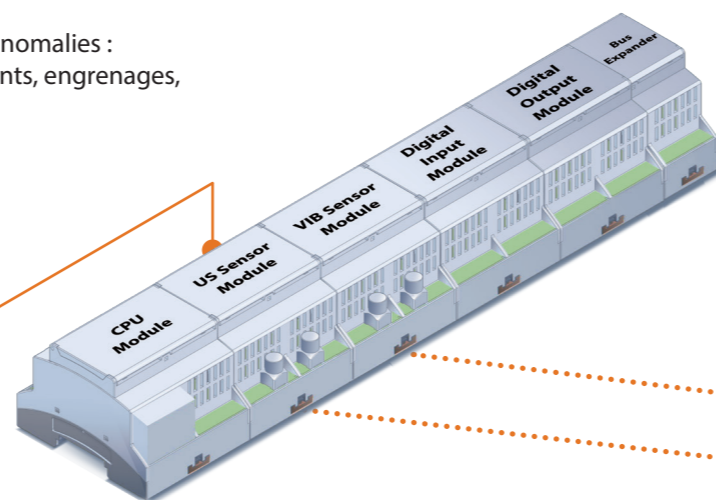 nomalies :
nts, engrenages,
Bus
Expander
Digital
Output
Module
Digital
Input
Module
VIB Sensor
Module
US Sensor
Module
CPU
Module